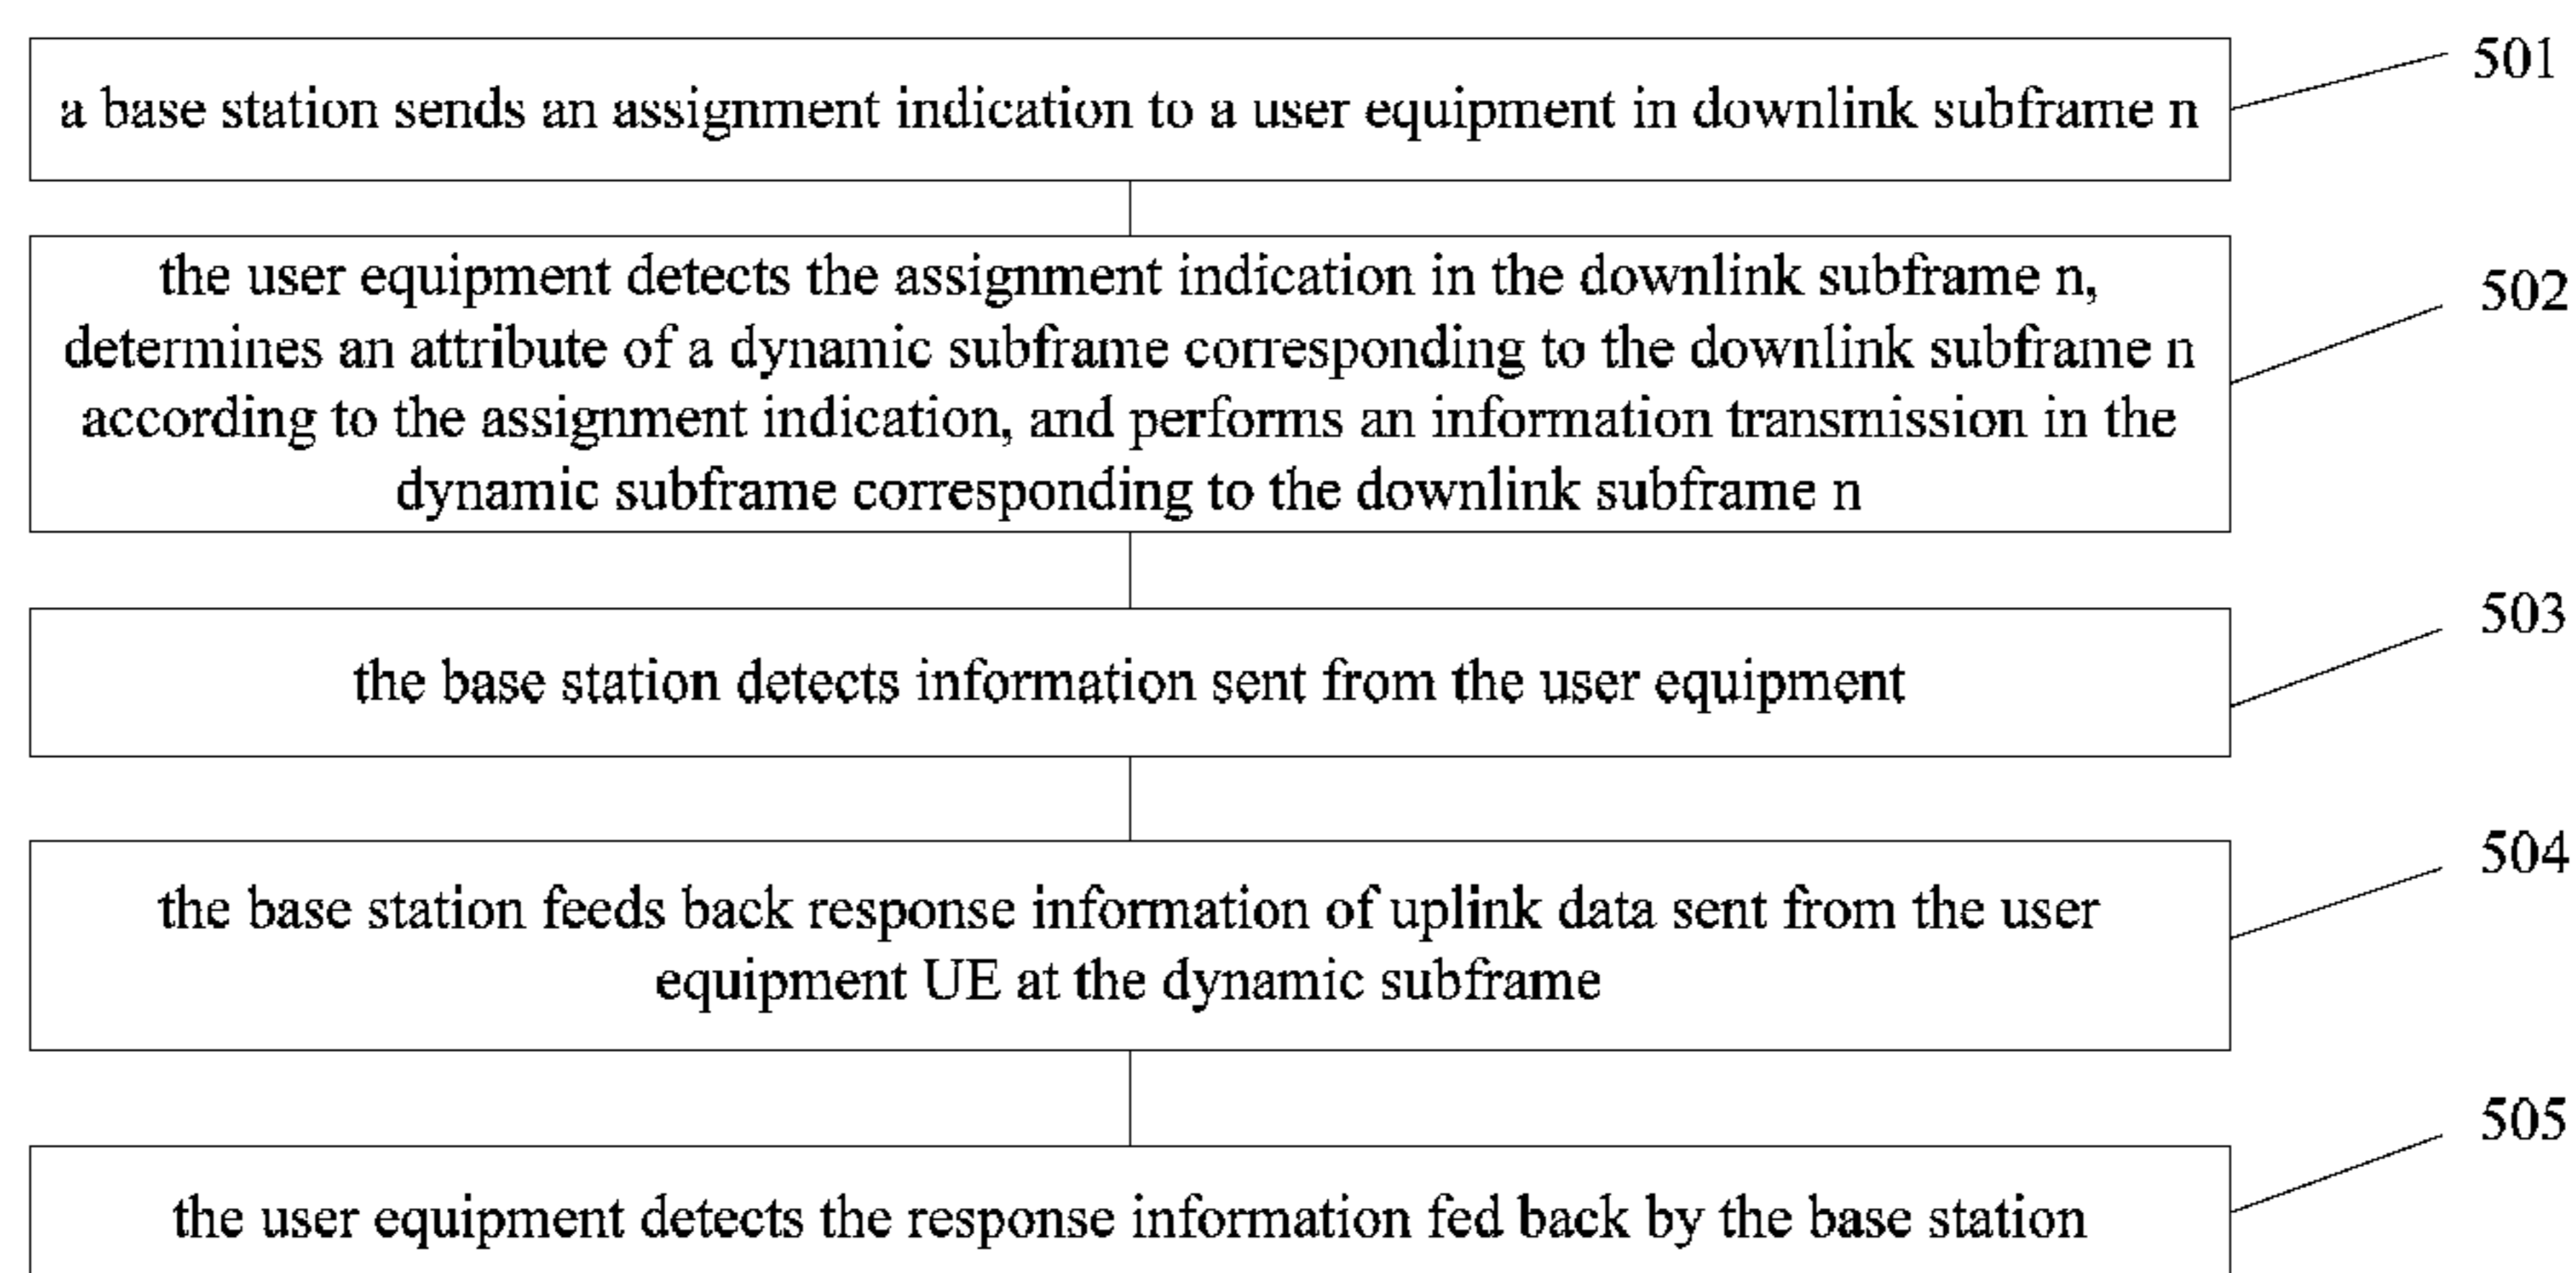 a base station sends an assignment indication to a user equipment in downlink subframe n
501
the user equipment detects the assignment indication in the downlink subframe n,
determines an attribute of a dynamic subframe corresponding to the downlink subframe n
according to the assignment indication, and performs an information transmission in the
dynamic subframe corresponding to the downlink subframe n
502
the base station detects information sent from the user equipment
503
the base station feeds back response information of uplink data sent from the user
equipment UE at the dynamic subframe
504
the user equipment detects the response information fed back by the base station
505